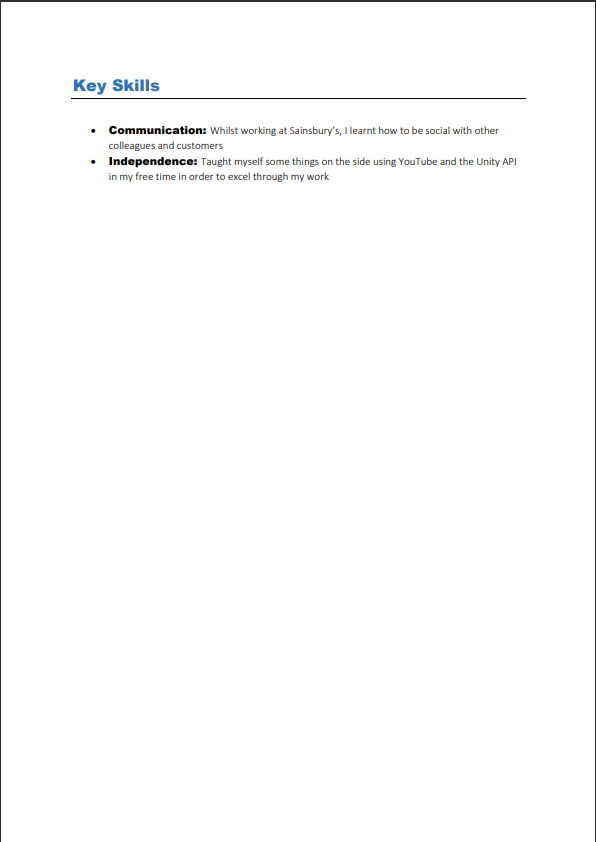 Key Skills
• Communication: Whilst working at Sainsbury's, I learnt how to be social with other
colleagues and customers
• Independence: Taught myself some things on the side using YouTube and the Unity API
in my free time in order to excel through my work